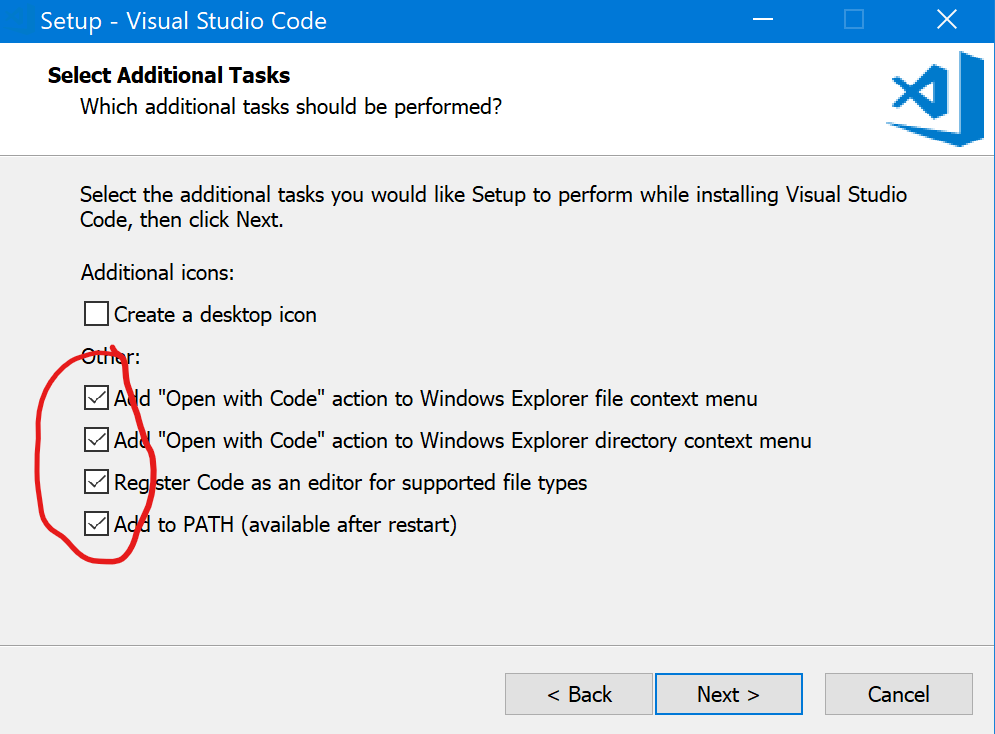 Setup - Visual Studio Code
Select Additional Tasks
Which additional tasks should be performed?
Select the additional tasks you would like Setup to perform while installing Visual Studio
Code, then click Next.
Additional icons:
Create a desktop icon
Other:
Add "Open with Code" action to Windows Explorer file context menu
Add "Open with Code" action to Windows Explorer directory context menu
Register Code as an editor for supported file types
Add to PATH (available after restart)
< Back
Next >
Cancel